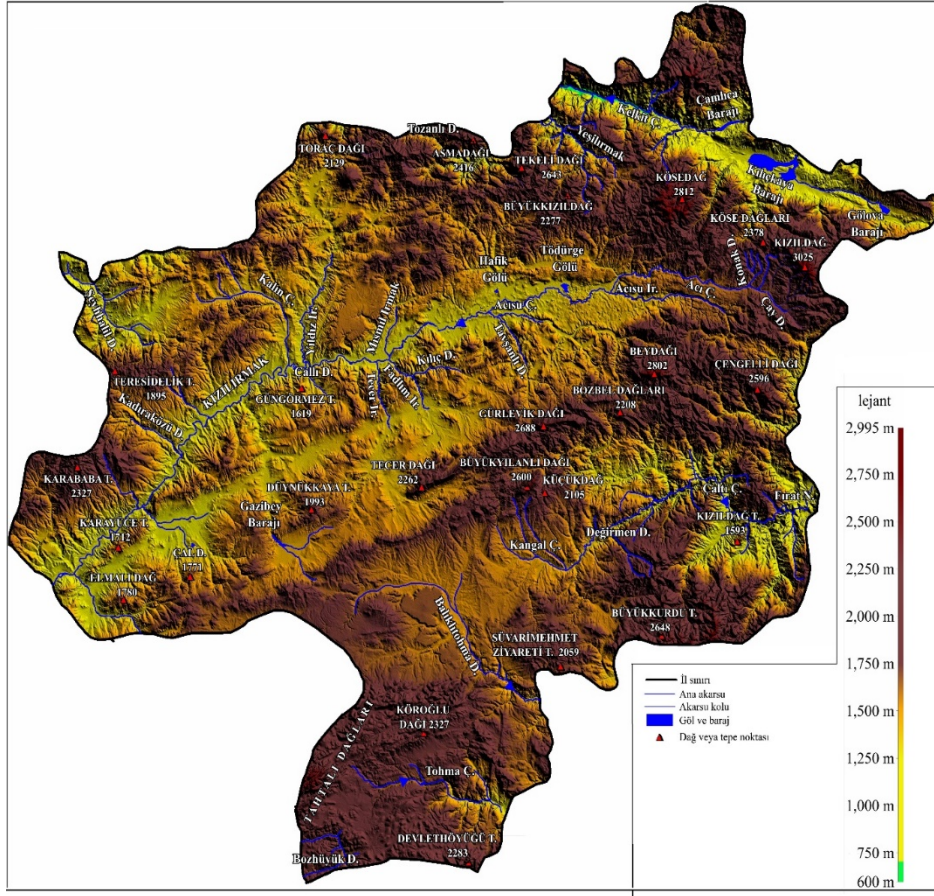 Tozanlı D.
TORAÇ DAĞI
2129
ASMADAĞI
2416
TEKELİ DAĞI
2643
Yeşilırmak
Kelkit Ç.
Çamlıca
Barajı
Kılıçkaya
Barajı
Gölova
Barajı
KÖSEDAĞ
2812
BÜYÜKKIZILDAĞ
2277
KÖSE DAĞLARI
2378
KIZILDAĞ
3025
Konak D.
Çay D.
Hafik
Gölü
Tödürge
Gölü
Acısu Ir.
Acı Ç.
Acısu Ç.
Tavşanlı D.
Kalın Ç.
Yıldız Ir.
Mısmıl Irmak
Kılıç D.
Fadlım Ir.
Tecer Ir.
Çallı D.
GÜNGÖRMEZ T.
1619
KIZILIRMAK
TERESİDELİK T.
1895
Kadıraközü D.
BEYDAĞI
2802
ÇENGELLİ DAĞI
2596
BOZBEL DAĞLARI
2208
GÜRLEVİK DAĞI
2688
KARABABA T.
2327
TECER DAĞI
2262
BÜYÜKYILANLI DAĞI
2600
KÜÇÜKDAĞ
2105
DÜYNÜKKAYA T.
1993
Gazibey
Barajı
Çaltı Ç.
Fırat N.
KIZILDAĞ T.
1593
Değirmen D.
Kangal Ç.
KARAYÜCE T.
1712
ÇAL D.
1771
ELMALI DAĞ
1780
Balıklıtohma D.
BÜYÜKKURDU T.
2648
SÜVARİMEHMET
ZİYARETİ T. 2059
KÖROĞLU
DAĞI 2327
TAHTALI DAĞLARI
Tohma Ç.
DEVLETHÖYÜĞÜ T.
2283
Bozhüyük D.
lejant
2,995 m
2,750 m
2,500 m
2,250 m
2,000 m
1,750 m
1,500 m
1,250 m
1,000 m
750 m
600 m
İl sınırı
Ana akarsu
Akarsu kolu
Göl ve baraj
Dağ veya tepe noktası